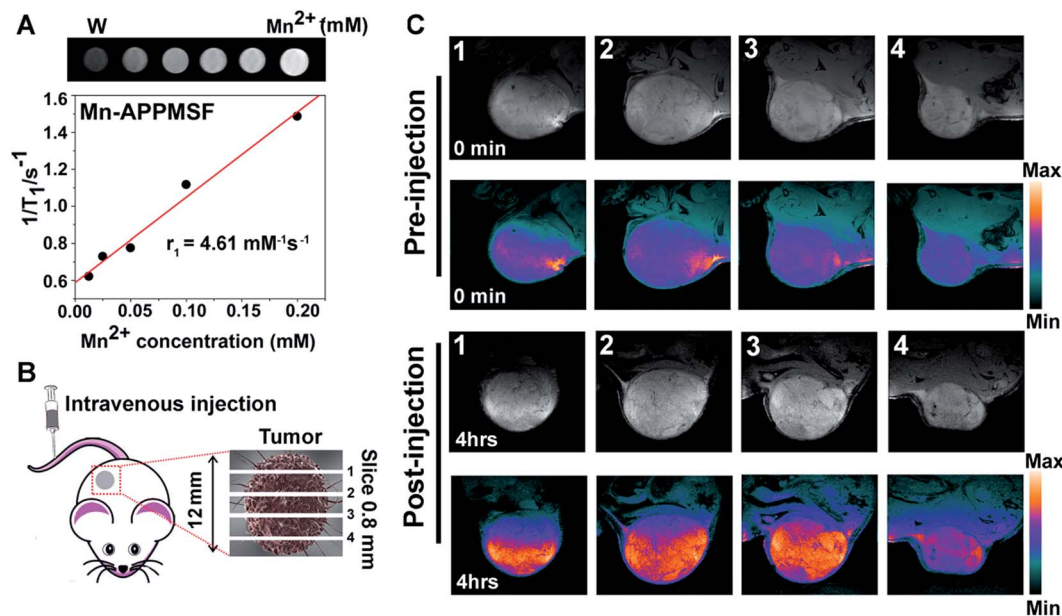 A
W
Mn²⁺ (mM)
1.6
1.4
1.2
1.0
0.8
0.6
1/T₁/s⁻¹
Mn-APPMSF
r₁ = 4.61 mM⁻¹s⁻¹
0.00 0.05 0.10 0.15 0.20
Mn²⁺ concentration (mM)
B
Intravenous injection
Tumor
12mm
1
2
3
4
Slice 0.8 mm
C
Pre-injection
1 2 3 4
0 min
0 min
Max
Min
Post-injection
1 2 3 4
4hrs
4hrs
Max
Min